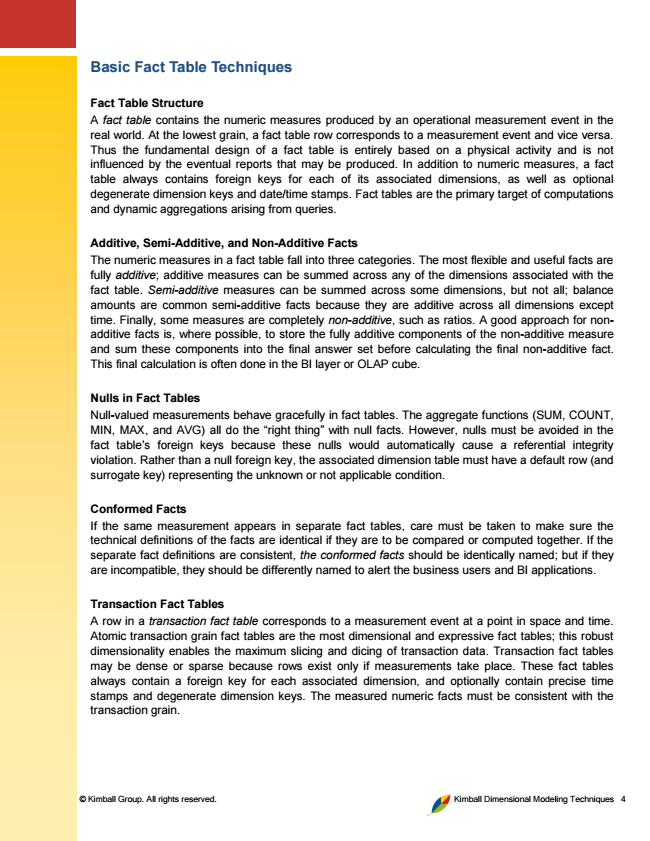 Basic Fact Table Techniques
Fact Table Structure
A fact table contains the numeric measures produced by an operational measurement event in the
real world. At the lowest grain, a fact table row corresponds to a measurement event and vice versa.
Thus the fundamental design of a fact table is entirely based on a physical activity and is not
influenced by the eventual reports that may be produced. In addition to numeric measures, a fact
table always contains foreign keys for each of its associated dimensions, as well as optional
degenerate dimension keys and date/time stamps. Fact tables are the primary target of computations
and dynamic aggregations arising from queries.
Additive, Semi-Additive, and Non-Additive Facts
The numeric measures in a fact table fall into three categories. The most flexible and useful facts are
fully additive; additive measures can be summed across any of the dimensions associated with the
fact table. Semi-additive measures can be summed across some dimensions, but not all; balance
amounts are common semi-additive facts because they are additive across all dimensions except
time. Finally, some measures are completely non-additive, such as ratios. A good approach for non-
additive facts is, where possible, to store the fully additive components of the non-additive measure
and sum these components into the final answer set before calculating the final non-additive fact.
This final calculation is often done in the BI layer or OLAP cube.
Nulls in Fact Tables
Null-valued measurements behave gracefully in fact tables. The aggregate functions (SUM, COUNT,
MIN, MAX, and AVG) all do the “right thing” with null facts. However, nulls must be avoided in the
fact table’s foreign keys because these nulls would automatically cause a referential integrity
violation. Rather than a null foreign key, the associated dimension table must have a default row (and
surrogate key) representing the unknown or not applicable condition.
Conformed Facts
If the same measurement appears in separate fact tables, care must be taken to make sure the
technical definitions of the facts are identical if they are to be compared or computed together. If the
separate fact definitions are consistent, the conformed facts should be identically named; but if they
are incompatible, they should be differently named to alert the business users and BI applications.
Transaction Fact Tables
A row in a transaction fact table corresponds to a measurement event at a point in space and time.
Atomic transaction grain fact tables are the most dimensional and expressive fact tables; this robust
dimensionality enables the maximum slicing and dicing of transaction data. Transaction fact tables
may be dense or sparse because rows exist only if measurements take place. These fact tables
always contain a foreign key for each associated dimension, and optionally contain precise time
stamps and degenerate dimension keys. The measured numeric facts must be consistent with the
transaction grain.
© Kimball Group. All rights reserved.
Kimball Dimensional Modeling Techniques 4